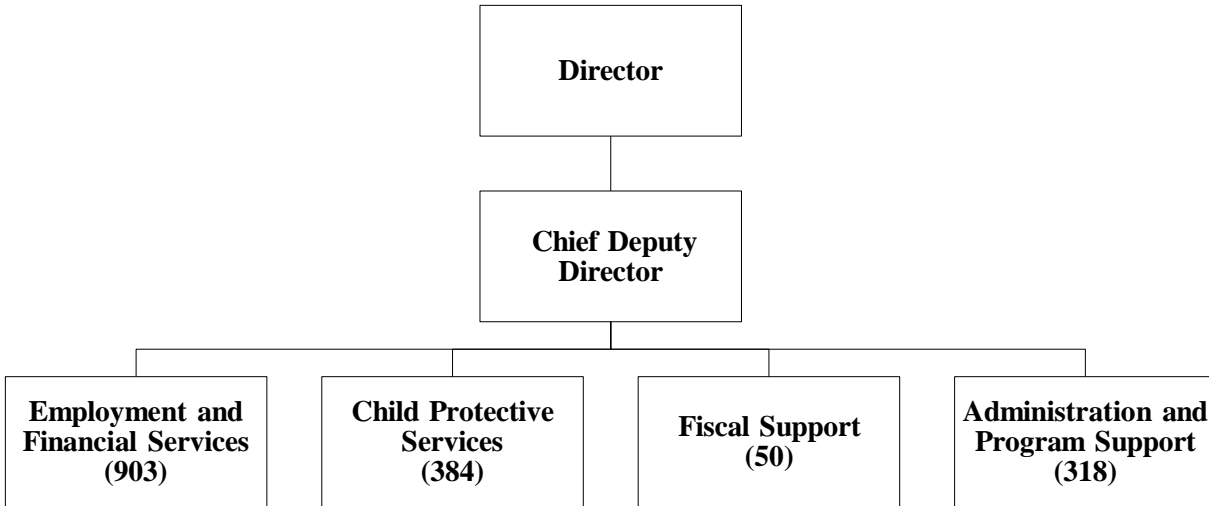 Director
Chief Deputy
Director
Employment and
Financial Services
(903)
Child Protective
Services
(384)
Fiscal Support
(50)
Administration and
Program Support
(318)